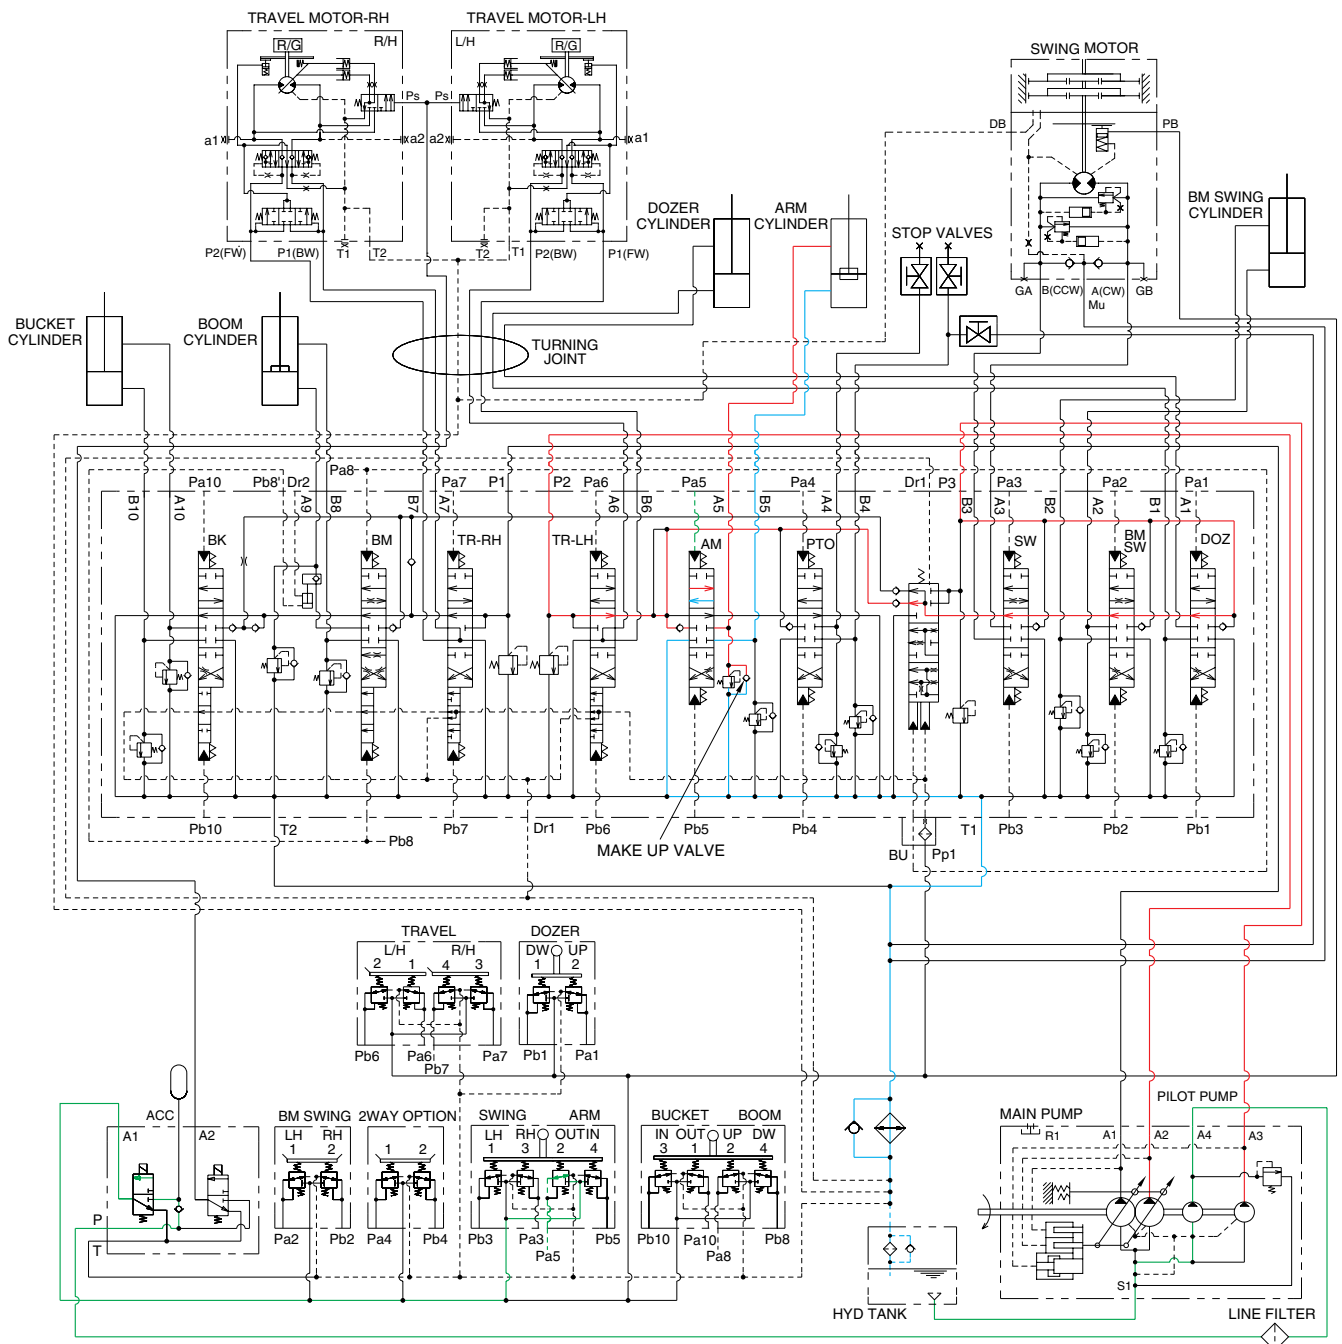 TRAVEL MOTOR-RH
TRAVEL MOTOR-LH
R/G
R/H
L/H
R/G
SWING MOTOR
Ps
Ps
a1
a2
a2
a1
DB
PB
DOZER
CYLINDER
ARM
CYLINDER
BM SWING
CYLINDER
STOP VALVES
P2(FW)
P1(BW)
T1
T2
T2
T1
P2(BW)
P1(FW)
GA
B(CCW)
A(CW)
GB
Mu
BUCKET
CYLINDER
BOOM
CYLINDER
TURNING
JOINT
Pa10
Pb8'
Dr2
Pa8
Pa7
P1
P2
Pa6
Pa5
Pa4
Dr1
P3
Pa3
Pa2
Pa1
B10
A10
A9
B8
B7
A7
A6
B6
A5
B5
A4
B4
B3
A3
B2
A2
B1
A1
BK
BM
TR-RH
TR-LH
AM
PTO
SW
BM
SW
DOZ
Pb10
T2
Pb8
Pb7
Dr1
Pb6
Pb5
Pb4
T1
Pb3
Pb2
Pb1
MAKE UP VALVE
BU
Pp1
TRAVEL
L/H
R/H
2
1
4
3
DOZER
DW
UP
1
2
Pb6
Pa6
Pb7
Pa7
Pb1
Pa1
ACC
A1
A2
P
T
BM SWING
LH
RH
1
2
Pa2
Pb2
2WAY OPTION
1
2
Pa4
Pb4
SWING
ARM
LH
RH
OUT
IN
1
3
2
4
Pb3
Pa3
Pa5
Pb5
BUCKET
BOOM
IN
OUT
UP
DW
3
1
2
4
Pb10
Pa10
Pa8
Pb8
HYD TANK
PILOT PUMP
MAIN PUMP
R1
A1
A2
A4
A3
S1
LINE FILTER